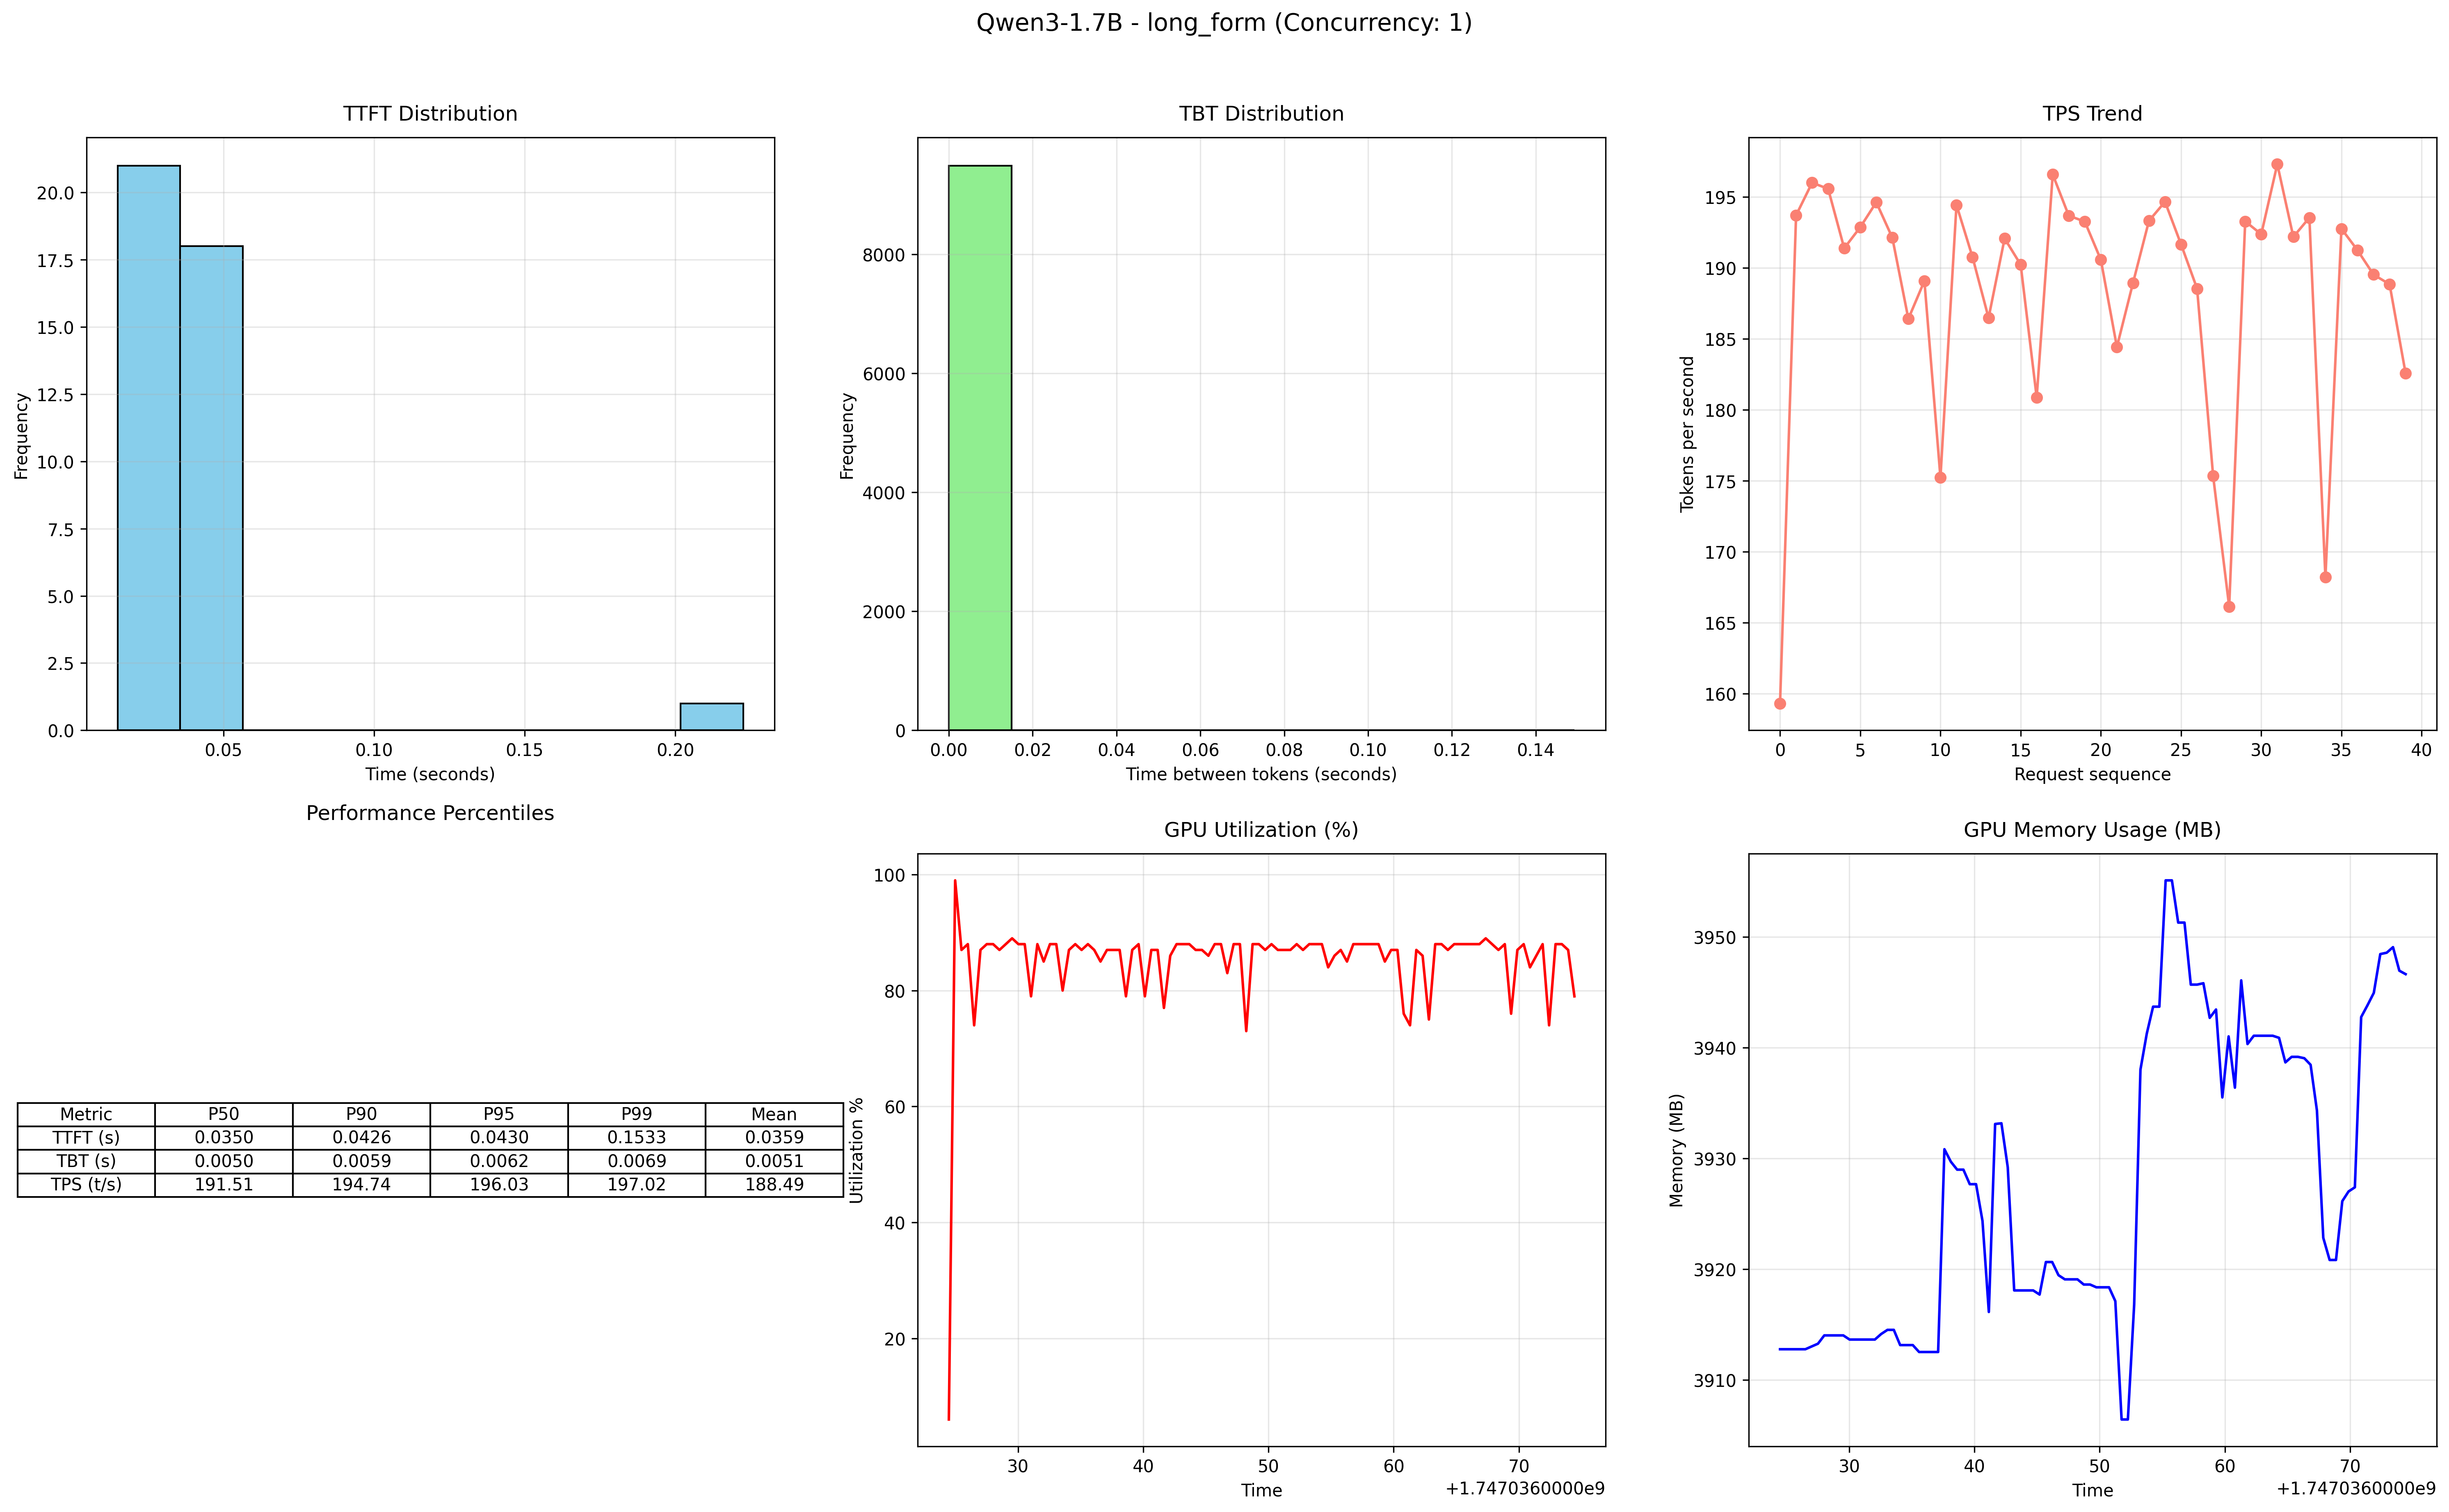 Qwen3-1.7B - long_form (Concurrency: 1)
TTFT Distribution
Frequency
20.0
17.5
15.0
12.5
10.0
7.5
5.0
2.5
0.0
0.05 0.10 0.15 0.20
Time (seconds)
TBT Distribution
Frequency
8000
6000
4000
2000
0
0.00 0.02 0.04 0.06 0.08 0.10 0.12 0.14
Time between tokens (seconds)
TPS Trend
Tokens per second
195
190
185
180
175
170
165
160
0 5 10 15 20 25 30 35 40
Request sequence
Performance Percentiles
Metric P50 P90 P95 P99 Mean
TTFT (s) 0.0350 0.0426 0.0430 0.1533 0.0359
TBT (s) 0.0050 0.0059 0.0062 0.0069 0.0051
TPS (t/s) 191.51 194.74 196.03 197.02 188.49
GPU Utilization (%)
Utilization %
100
80
60
40
20
30 40 50 60 70
Time
+1.7470360000e9
GPU Memory Usage (MB)
Memory (MB)
3950
3940
3930
3920
3910
30 40 50 60 70
Time
+1.7470360000e9